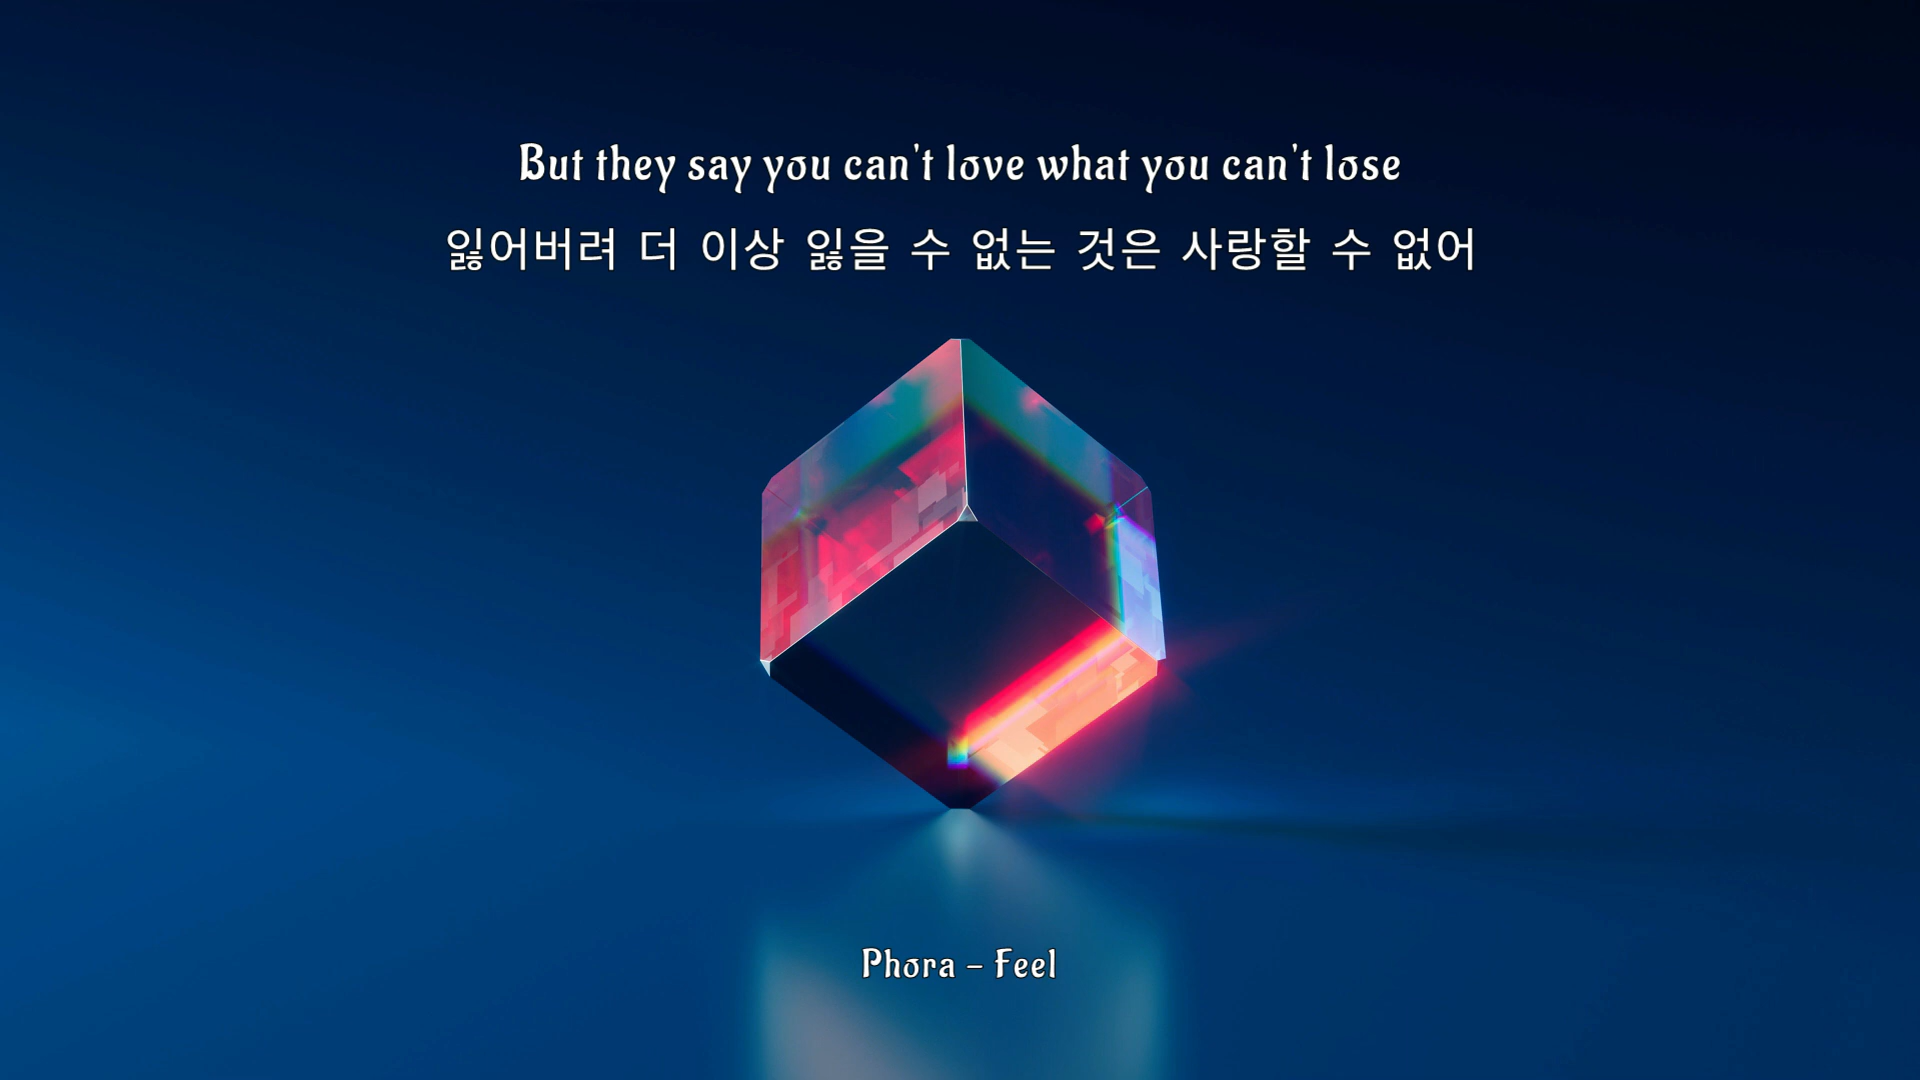 But they say you can't love what you can't lose
잃어버려 더 이상 잃을 수 없는 것은 사랑할 수 없어
Phora - Feel